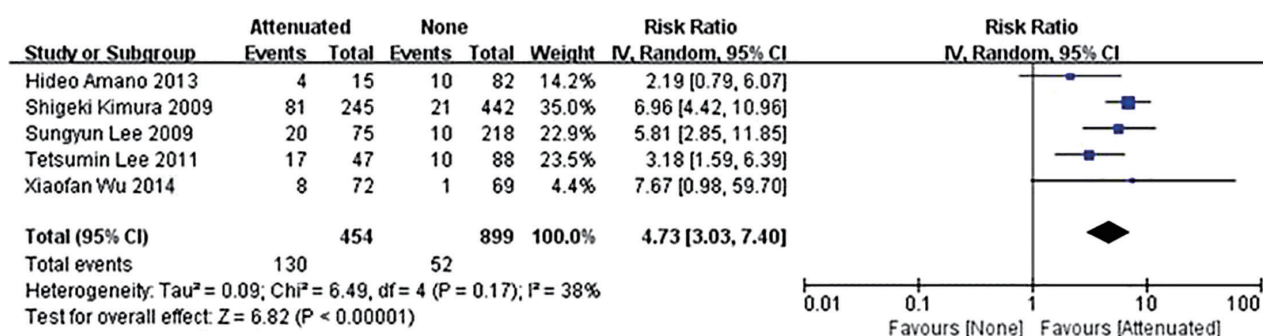 Attenuated None Risk Ratio Risk Ratio
Study or Subgroup Events Total Events Total Weight IV, Random, 95% CI IV, Random, 95% CI
Hideo Amano 2013 4 15 10 82 14.2% 2.19 [0.79, 6.07]
Shigeki Kimura 2009 81 245 21 442 35.0% 6.96 [4.42, 10.96]
Sungyun Lee 2009 20 75 10 218 22.9% 5.81 [2.85, 11.85]
Tetsumin Lee 2011 17 47 10 88 23.5% 3.18 [1.59, 6.39]
Xiaofan Wu 2014 8 72 1 69 4.4% 7.67 [0.98, 59.70]
Total (95% CI) 454 899 100.0% 4.73 [3.03, 7.40]
Total events 130 52
Heterogeneity: Tau² = 0.09; Chi² = 6.49, df = 4 (P = 0.17); I² = 38%
Test for overall effect: Z = 6.82 (P < 0.00001)
0.01 0.1 1 10 100
Favours [None] Favours [Attenuated]